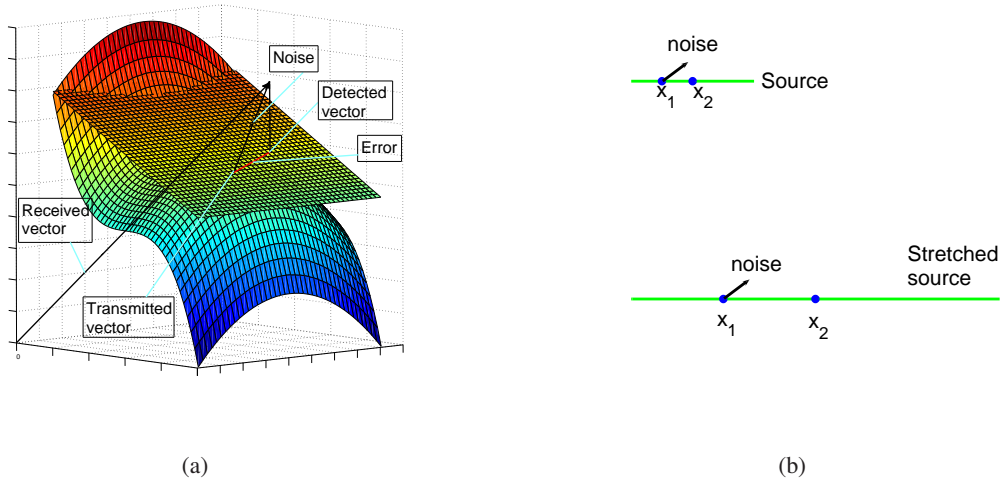 Noise
Detected
vector
Error
Received
vector
Transmitted
vector
0
(a)
noise
x1
x2
Source
noise
Stretched
source
x1
x2
(b)